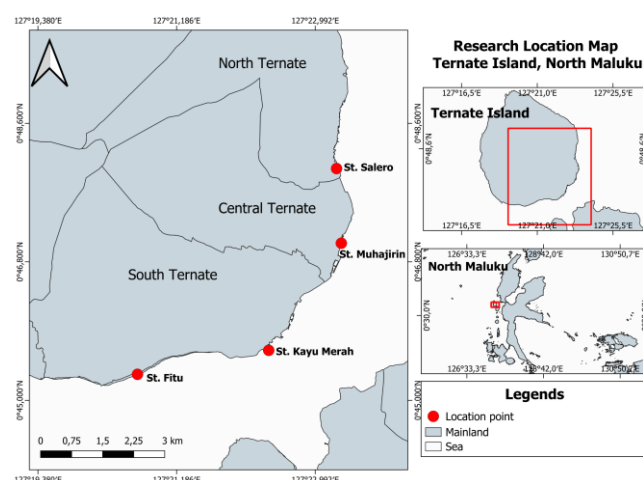 127°19,380'E 127°21,186'E 127°22,992'E
North Ternate
0°48,600'N
St. Salero
Central Ternate
0°46,800'N
St. Muhajirin
South Ternate
St. Kayu Merah
St. Fitu
0°45,000'N
0 0,75 1,5 2,25 3 km
127°19,380'E 127°21,186'E 127°22,992'E
Research Location Map
Ternate Island, North Maluku
127°16,5'E 127°21,0'E 127°25,5'E
Ternate Island
0°48,6'N 0°48,6'N
127°16,5'E 127°21,0'E 127°25,5'E
126°33,3'E 128°42,0'E 130°50,7'E
North Maluku
0°30,0'N
126°33,3'E 128°42,0'E 130°50,7'E
Legends
Location point
Mainland
Sea